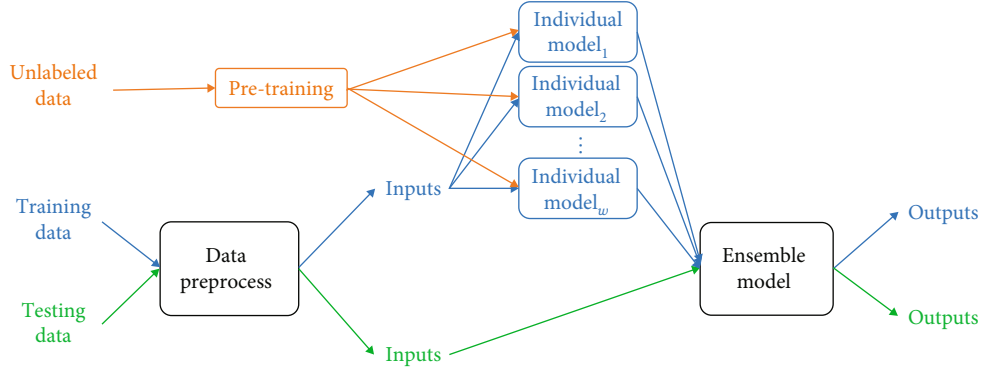 Unlabeled
data
Pre-training
Individual
model₁
Individual
model₂
⋮
Individual
model_w
Training
data
Testing
data
Data
preprocess
Inputs
Inputs
Ensemble
model
Outputs
Outputs